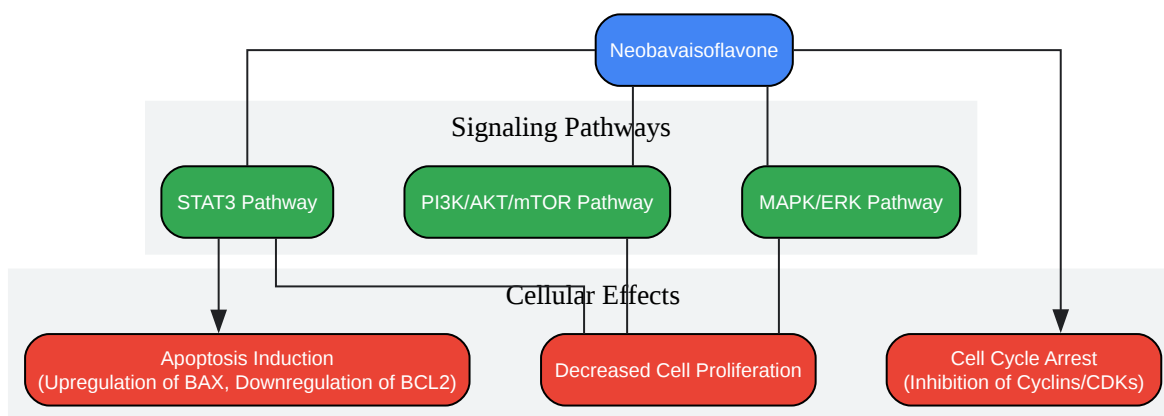 Neobavaisoflavone
Signaling Pathways
STAT3 Pathway
PI3K/AKT/mTOR Pathway
MAPK/ERK Pathway
Cellular Effects
Apoptosis Induction
(Upregulation of BAX, Downregulation of BCL2)
Decreased Cell Proliferation
Cell Cycle Arrest
(Inhibition of Cyclins/CDKs)